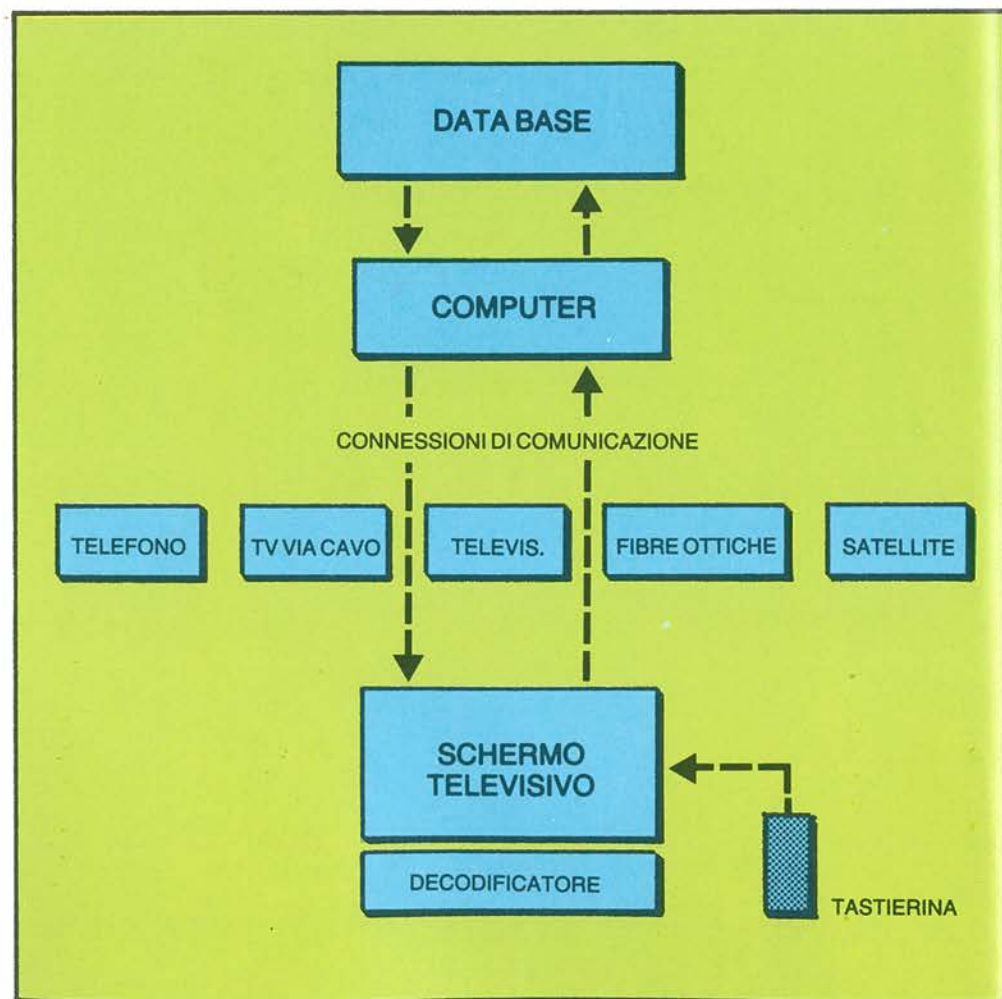 DATA BASE
COMPUTER
CONNESSIONI DI COMUNICAZIONE
TELEFONO
TV VIA CAVO
TELEVIS.
FIBRE OTTICHE
SATELLITE
SCHERMO
TELEVISIVO
DECODIFICATORE
TASTIERINA